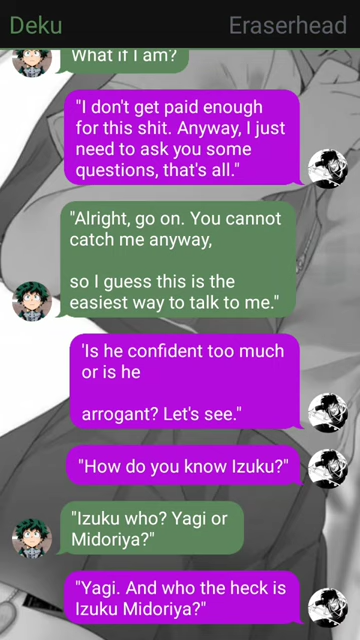 Deku
Eraserhead
What if I am?
"I don't get paid enough
for this shit. Anyway, I just
need to ask you some
questions, that's all."
"Alright, go on. You cannot
catch me anyway,
so I guess this is the
easiest way to talk to me."
'Is he confident too much
or is he
arrogant? Let's see."
"How do you know Izuku?"
"Izuku who? Yagi or
Midoriya?"
"Yagi. And who the heck is
Izuku Midoriya?"